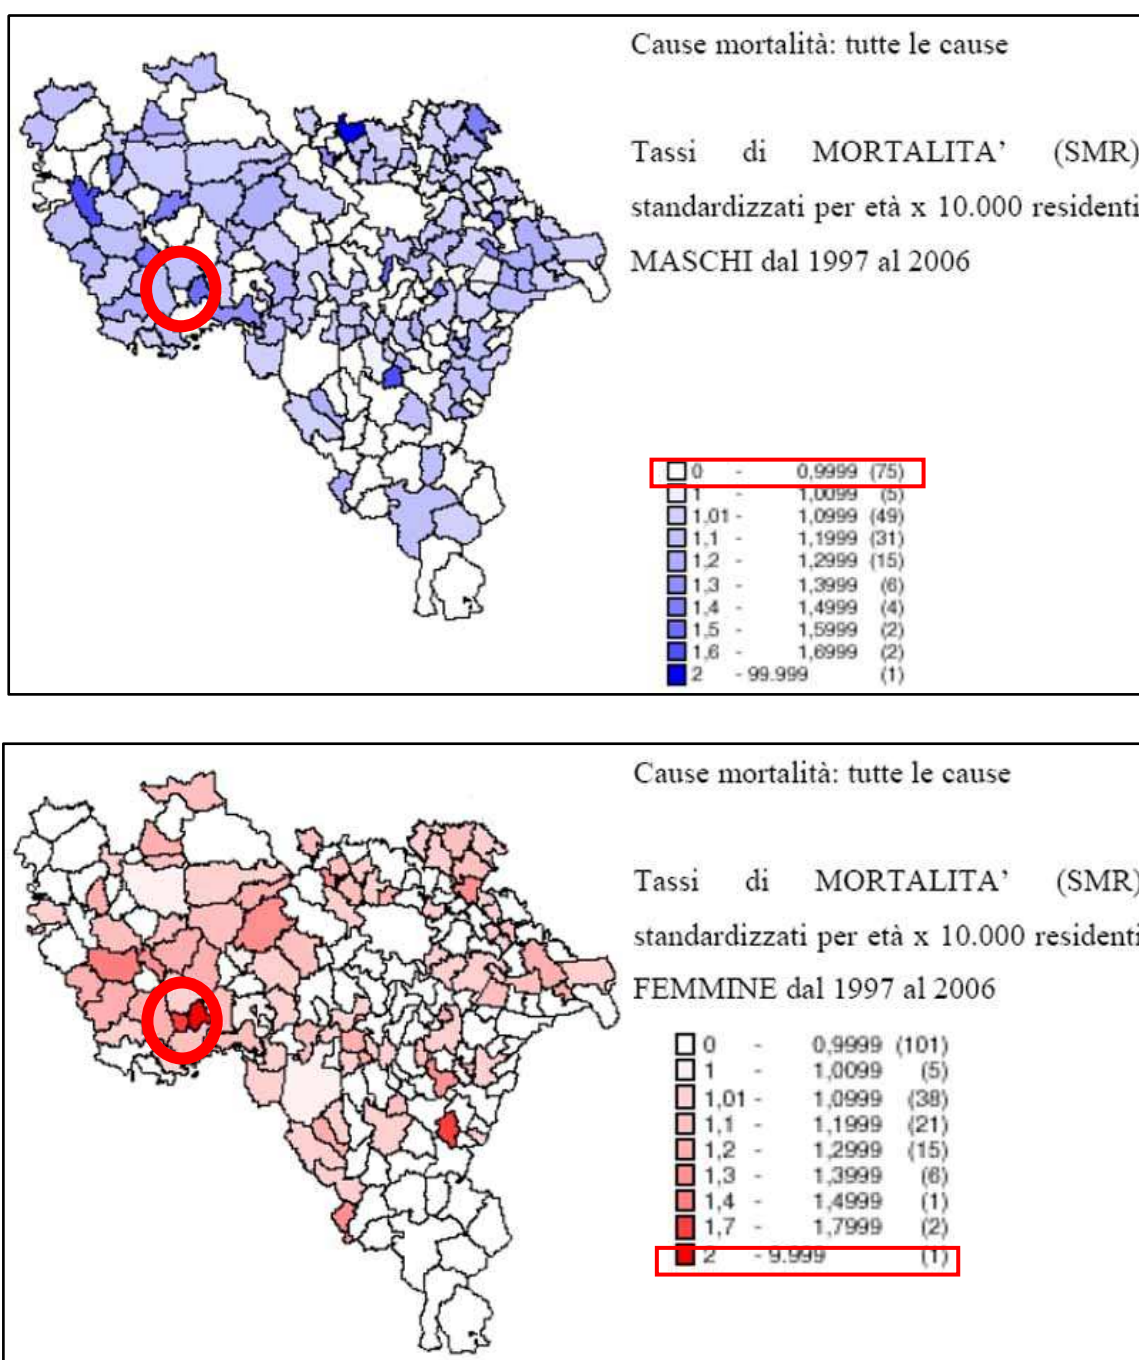 Cause mortalità: tutte le cause
Tassi di MORTALITA' (SMR)
standardizzati per età x 10.000 residenti
MASCHI dal 1997 al 2006
0 - 0,9999 (75)
1 - 1,0099 (5)
1,01 - 1,0999 (49)
1,1 - 1,1999 (31)
1,2 - 1,2999 (15)
1,3 - 1,3999 (6)
1,4 - 1,4999 (4)
1,5 - 1,5999 (2)
1,6 - 1,6999 (2)
2 - 99.999 (1)
Cause mortalità: tutte le cause
Tassi di MORTALITA' (SMR)
standardizzati per età x 10.000 residenti
FEMMINE dal 1997 al 2006
0 - 0,9999 (101)
1 - 1,0099 (5)
1,01 - 1,0999 (38)
1,1 - 1,1999 (21)
1,2 - 1,2999 (15)
1,3 - 1,3999 (6)
1,4 - 1,4999 (1)
1,7 - 1,7999 (2)
2 - 9.999 (1)